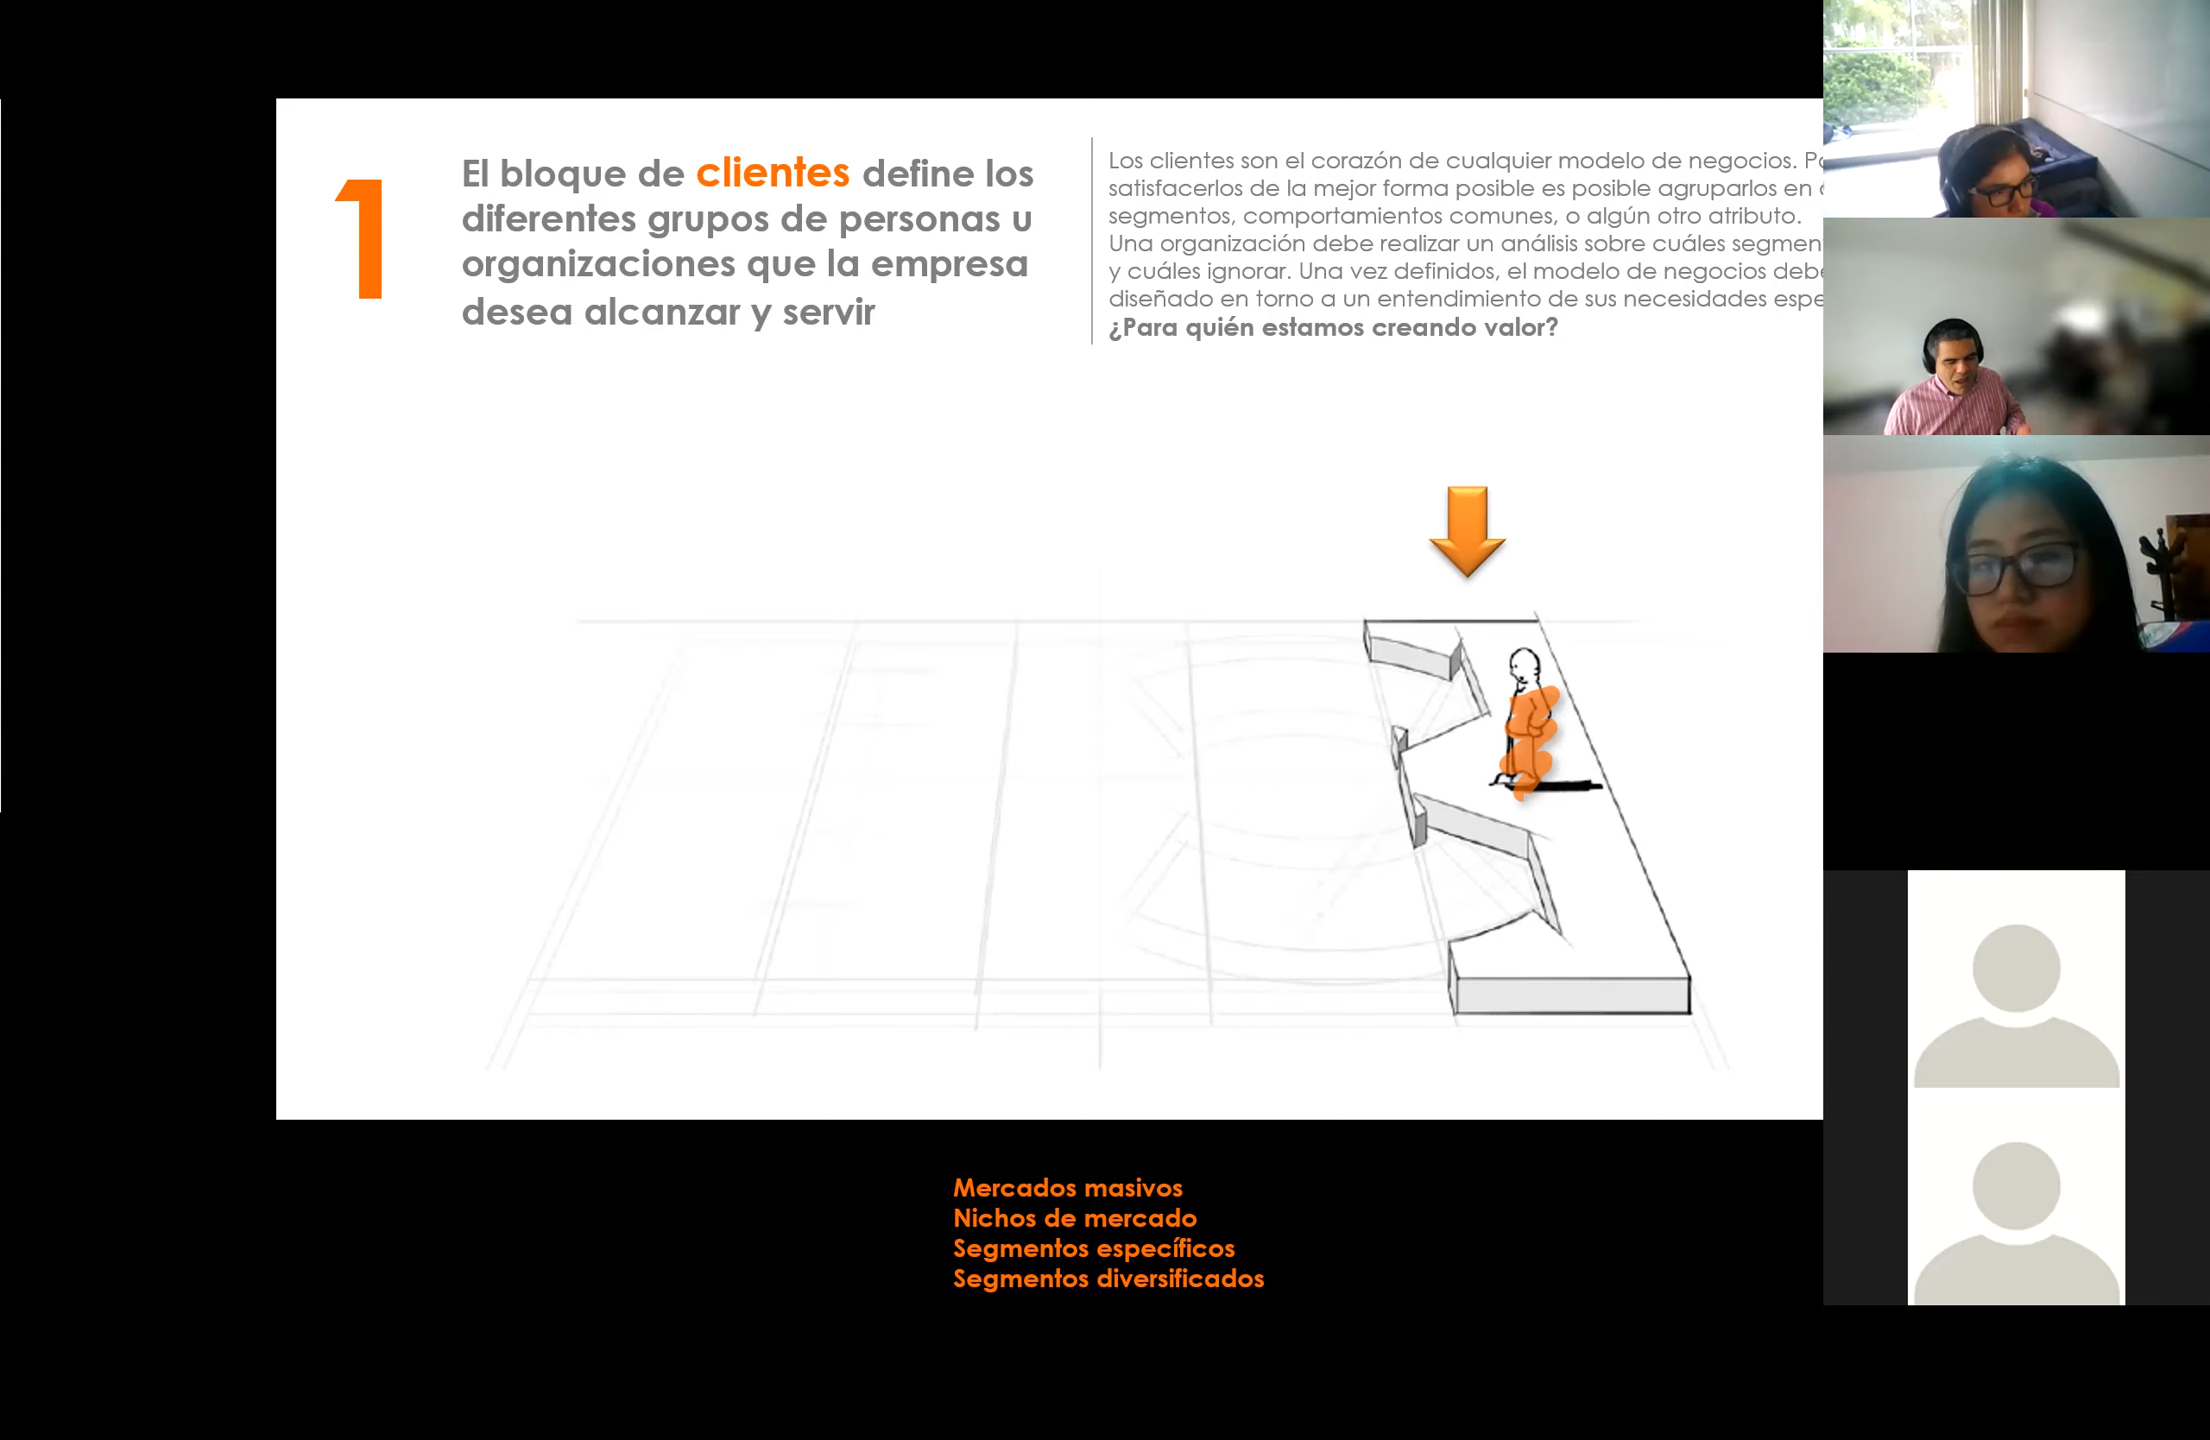 1
El bloque de clientes define los
diferentes grupos de personas u
organizaciones que la empresa
desea alcanzar y servir
Los clientes son el corazón de cualquier modelo de negocios.
satisfacerlos de la mejor forma posible es posible agruparlos en
segmentos, comportamientos comunes, o algún otro atributo.
Una organización debe realizar un análisis sobre cuáles
y cuáles ignorar. Una vez definidos, el modelo de negocios
diseñado en torno a un entendimiento de sus necesidades
¿Para quién estamos creando valor?
Mercados masivos
Nichos de mercado
Segmentos específicos
Segmentos diversificados